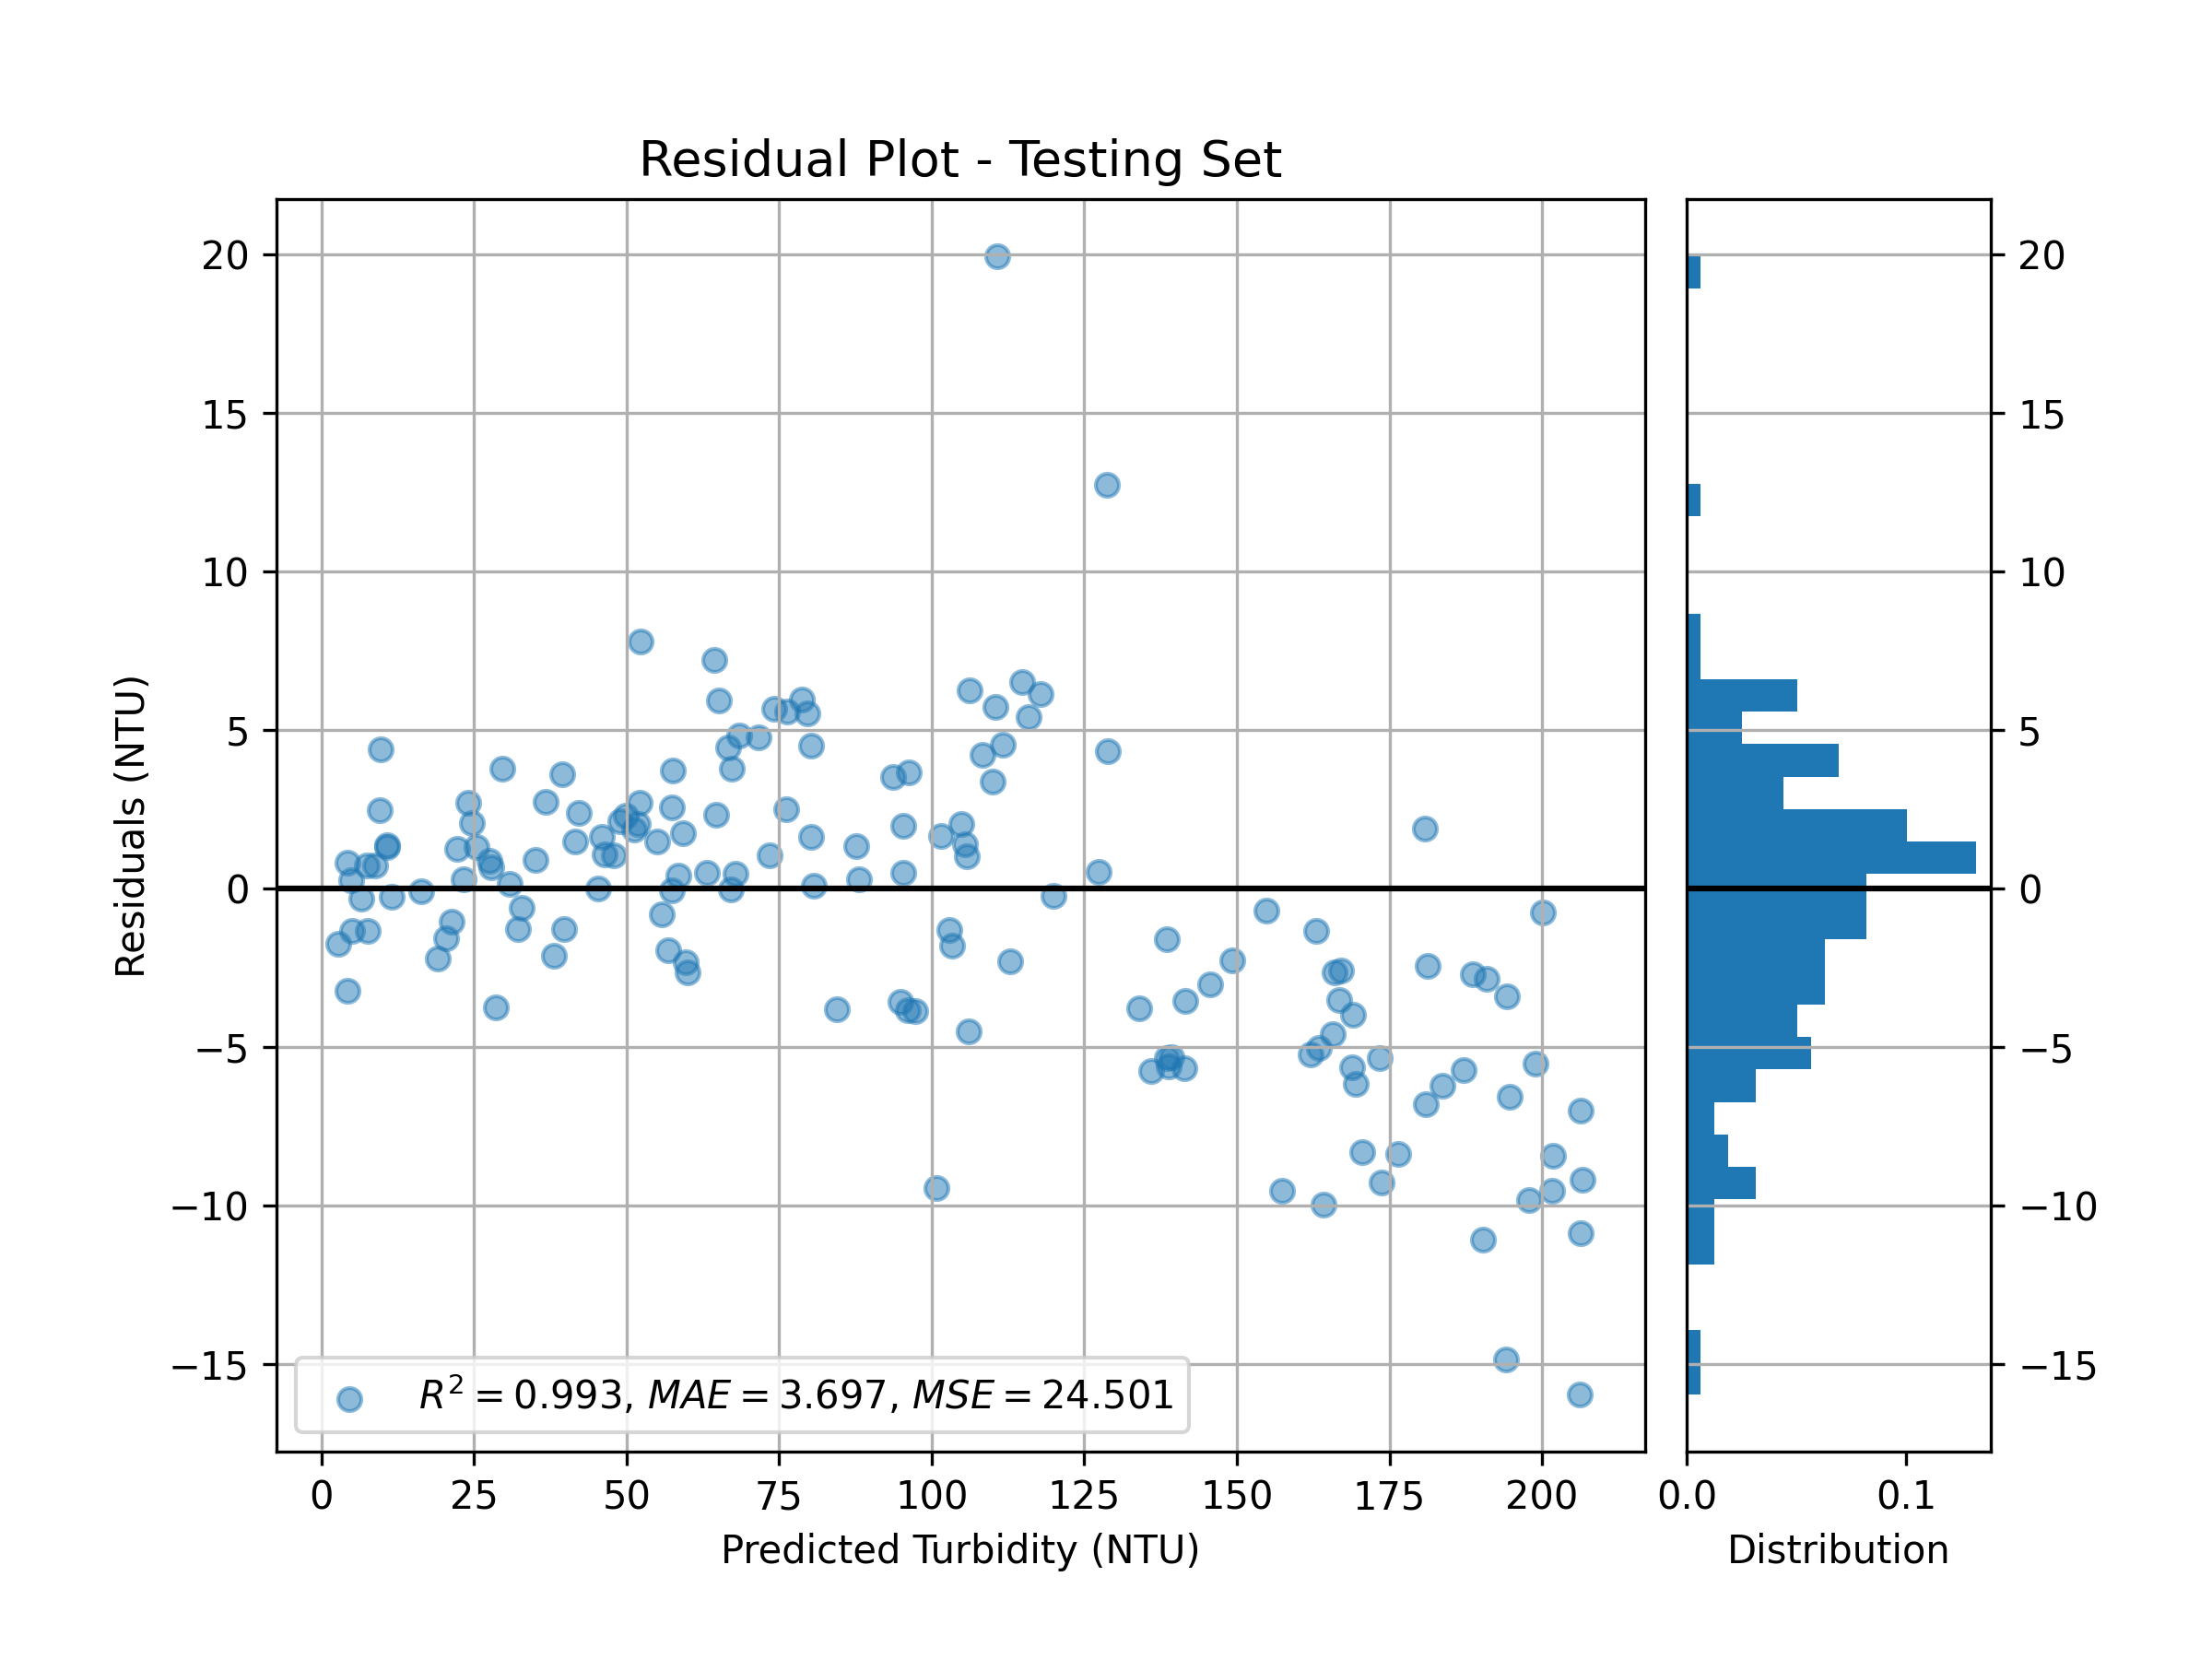 Residual Plot - Testing Set
Residuals (NTU)
20
15
10
5
0
−5
−10
−15
R² = 0.993, MAE = 3.697, MSE = 24.501
0 25 50 75 100 125 150 175 200
Predicted Turbidity (NTU)
20
15
10
5
0
−5
−10
−15
0.0 0.1
Distribution